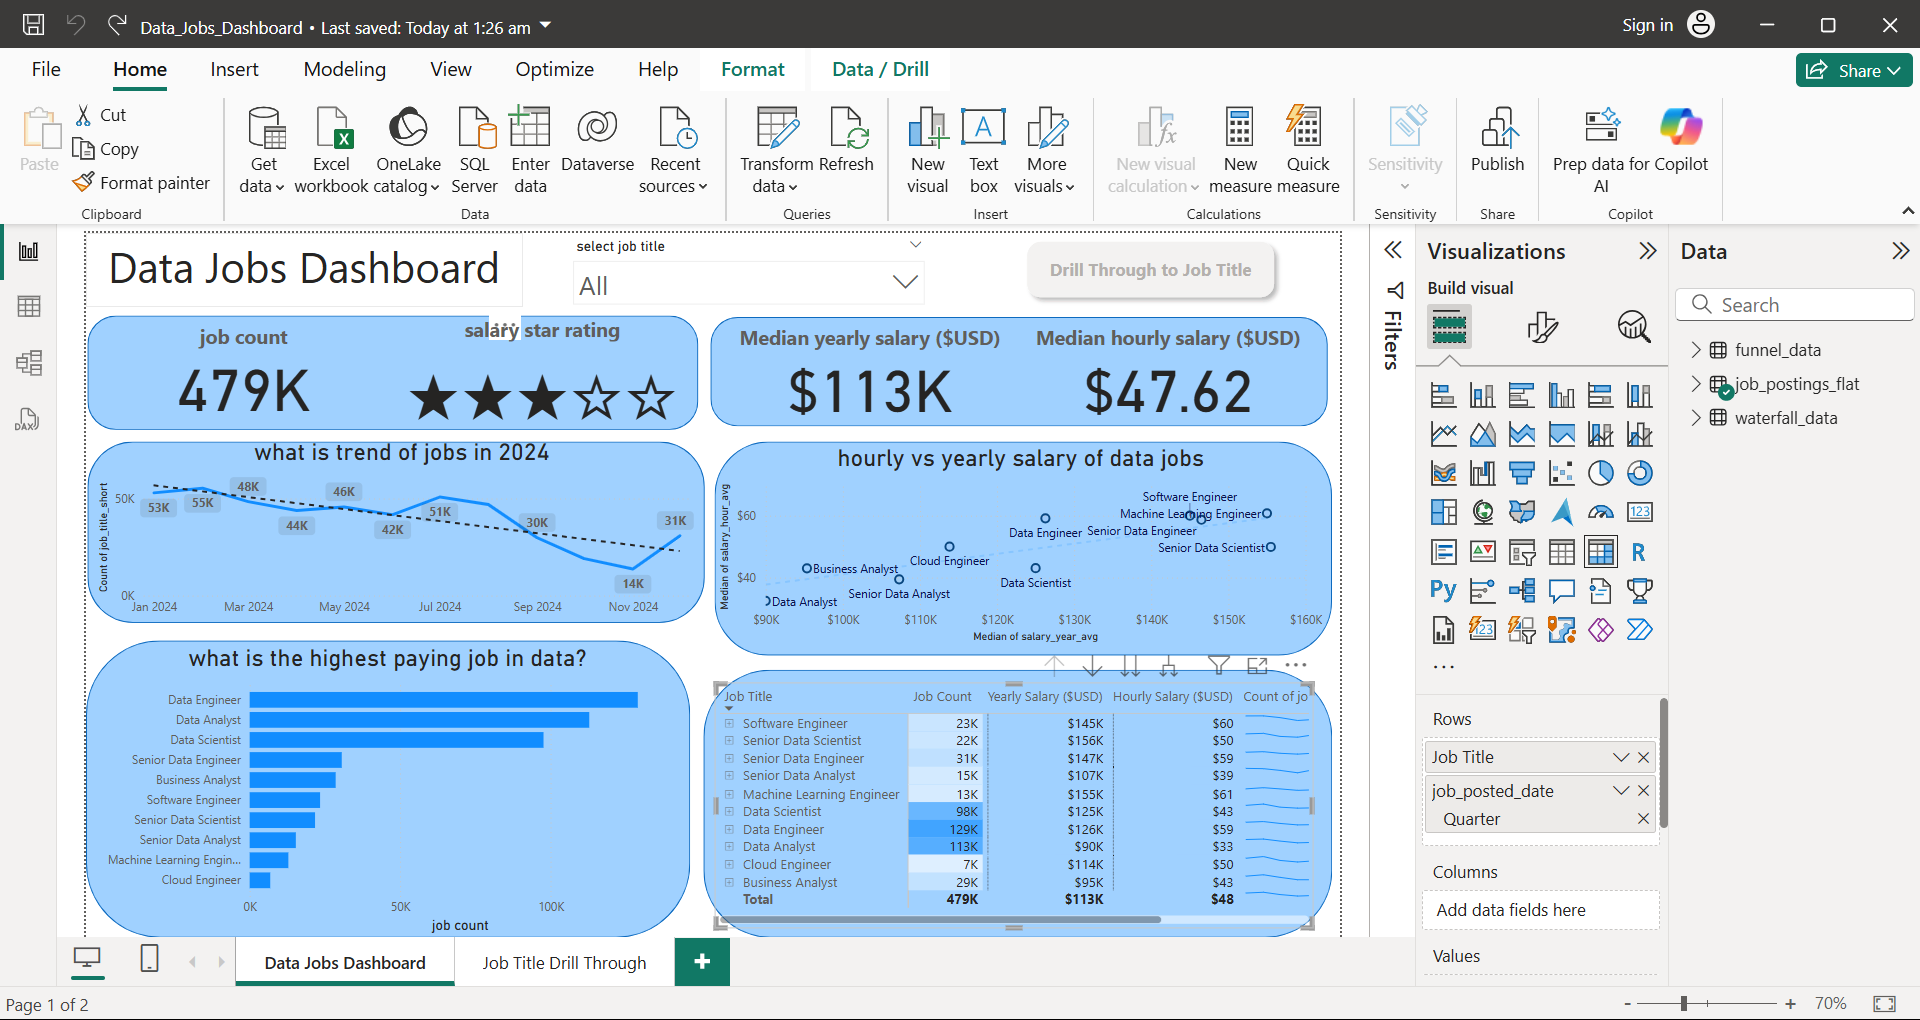 Data_Jobs_Dashboard • Last saved: Today at 1:26 am
Sign in
File Home Insert Modeling View Optimize Help Format Data / Drill
Share
Paste
Cut
Copy
Format painter
Clipboard
Get data
Excel workbook
OneLake catalog
SQL Server
Enter data
Dataverse
Recent sources
Data
Transform data
Refresh
Queries
New visual
Text box
More visuals
Insert
New visual calculation
New measure
Quick measure
Calculations
Sensitivity
Sensitivity
Publish
Share
Prep data for AI
Copilot
Copilot
DAX
Data Jobs Dashboard
select job title
All
Drill Through to Job Title
job count
479K
star rating
Median yearly salary ($USD)
$113K
Median hourly salary ($USD)
$47.62
what is trend of jobs in 2024
Count of job_title_short
50K
0K
53K
55K
48K
44K
46K
42K
51K
30K
14K
31K
Jan 2024 Mar 2024 May 2024 Jul 2024 Sep 2024 Nov 2024
hourly vs yearly salary of data jobs
Median of salary_hour_avg
$60
$40
Software Engineer
Machine Learning Engineer
Data Engineer
Senior Data Engineer
Senior Data Scientist
Cloud Engineer
Business Analyst
Data Scientist
Senior Data Analyst
Data Analyst
$90K $100K $110K $120K $130K $140K $150K $160K
Median of salary_year_avg
what is the highest paying job in data?
Data Engineer
Data Analyst
Data Scientist
Senior Data Engineer
Business Analyst
Software Engineer
Senior Data Scientist
Senior Data Analyst
Machine Learning Engin...
Cloud Engineer
0K 50K 100K
job count
Job Title Job Count Yearly Salary ($USD) Hourly Salary ($USD) Count of jo
Software Engineer 23K $145K $60
Senior Data Scientist 22K $156K $50
Senior Data Engineer 31K $147K $59
Senior Data Analyst 15K $107K $39
Machine Learning Engineer 13K $155K $61
Data Scientist 98K $125K $43
Data Engineer 129K $126K $59
Data Analyst 113K $90K $33
Cloud Engineer 7K $114K $50
Business Analyst 29K $95K $43
Total 479K $113K $48
Filters
Visualizations
Build visual
123
R
Py
123
Rows
Job Title
job_posted_date
Quarter
Columns
Add data fields here
Values
Data
Search
funnel_data
job_postings_flat
waterfall_data
Data Jobs Dashboard
Job Title Drill Through
+
Page 1 of 2
- + 70%